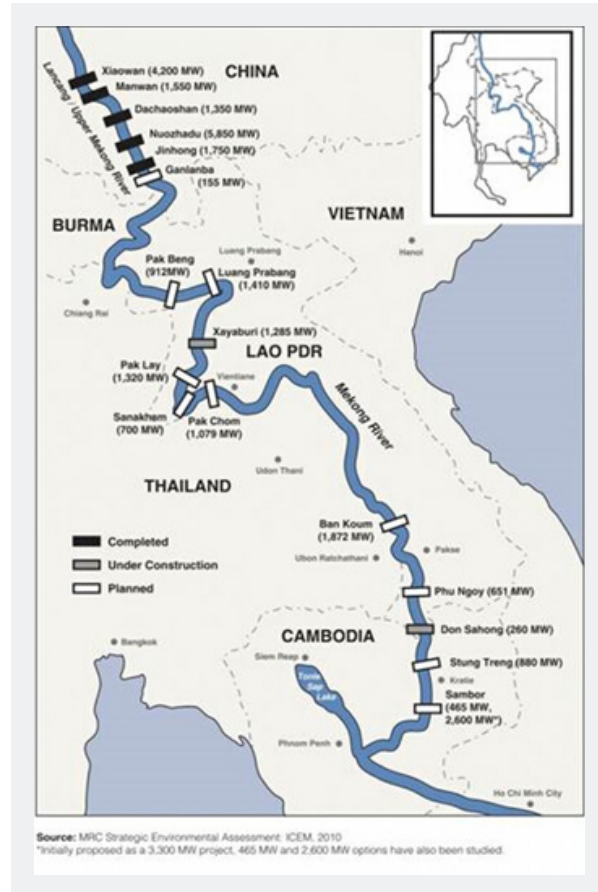 Xiaowan (4,200 MW)
CHINA
Manwan (1,550 MW)
Dachaoshan (1,350 MW)
Nuozhadu (5,850 MW)
Jinhong (1,750 MW)
Lancang / Upper Mekong River
Ganlanba
(155 MW)
BURMA
VIETNAM
Hanoi
Luang Prabang
Pak Beng
(912MW)
Luang Prabang
(1,410 MW)
Chiang Rai
Xayaburi (1,285 MW)
LAO PDR
Pak Lay
(1,320 MW)
Vientiane
Mekong River
Sanakham
(700 MW)
Pak Chom
(1,079 MW)
Udon Thani
THAILAND
Ban Koum
(1,872 MW)
Completed
Under Construction
Planned
Ubon Ratchathani
Pakse
Phu Ngoy (651 MW)
Don Sahong (260 MW)
CAMBODIA
Bangkok
Siem Reap
Stung Treng (880 MW)
Tonle
Sap
Lake
Kratie
Sambor
(465 MW,
2,600 MW*)
Phnom Penh
Ho Chi Minh City
Source: MRC Strategic Environmental Assessment: ICEM, 2010
*Initially proposed as a 3,300 MW project, 465 MW and 2,600 MW options have also been studied.